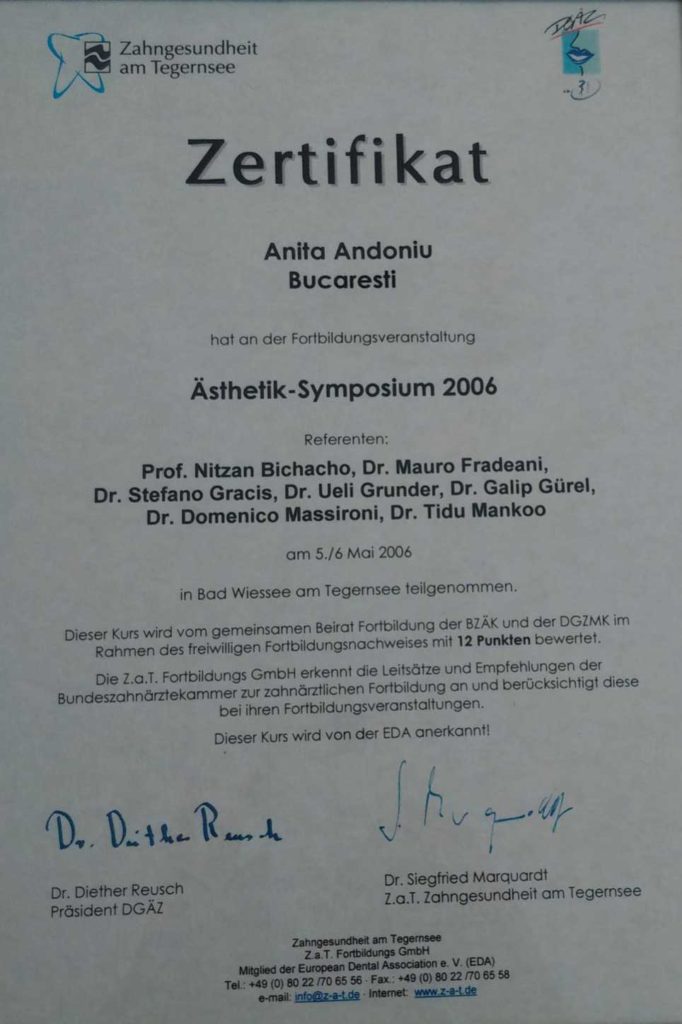 Zahngesundheit
am Tegernsee
DGÄZ
Zertifikat
Anita Andoniu
Bucaresti
hat an der Fortbildungsveranstaltung
Ästhetik-Symposium 2006
Referenten:
Prof. Nitzan Bichacho, Dr. Mauro Fradeani,
Dr. Stefano Gracis, Dr. Ueli Grunder, Dr. Galip Gürel,
Dr. Domenico Massironi, Dr. Tidu Mankoo
am 5./6 Mai 2006
in Bad Wiessee am Tegernsee teilgenommen.
Dieser Kurs wird vom gemeinsamen Beirat Fortbildung der BZÄK und der DGZMK im
Rahmen des freiwilligen Fortbildungsnachweises mit 12 Punkten bewertet.
Die Z.a.T. Fortbildungs GmbH erkennt die Leitsätze und Empfehlungen der
Bundeszahnärztekammer zur zahnärztlichen Fortbildung an und berücksichtigt diese
bei ihren Fortbildungsveranstaltungen.
Dieser Kurs wird von der EDA anerkannt!
Dr. Diether Reusch
S. Marquardt
Dr. Diether Reusch
Präsident DGÄZ
Dr. Siegfried Marquardt
Z.a.T. Zahngesundheit am Tegernsee
Zahngesundheit am Tegernsee
Z.a.T. Fortbildungs GmbH
Mitglied der European Dental Association e. V. (EDA)
Tel.: +49 (0) 80 22 /70 65 56 · Fax.: +49 (0) 80 22 /70 65 58
e-mail: info@z-a-t.de · Internet: www.z-a-t.de